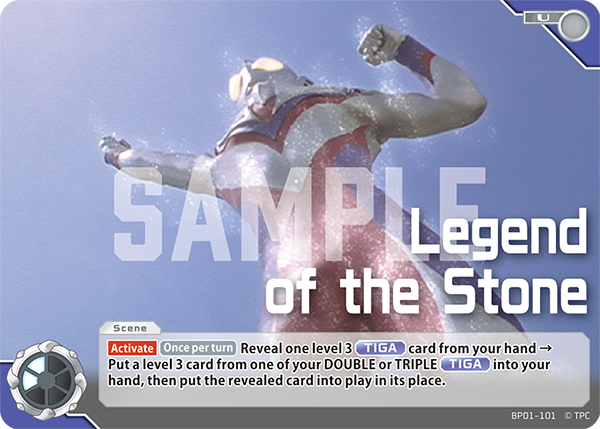 U
SAMPLE
Legend
of the Stone
Scene
Activate Once per turn Reveal one level 3 TIGA card from your hand →
Put a level 3 card from one of your DOUBLE or TRIPLE TIGA into your
hand, then put the revealed card into play in its place.
BP01-101 © TPC